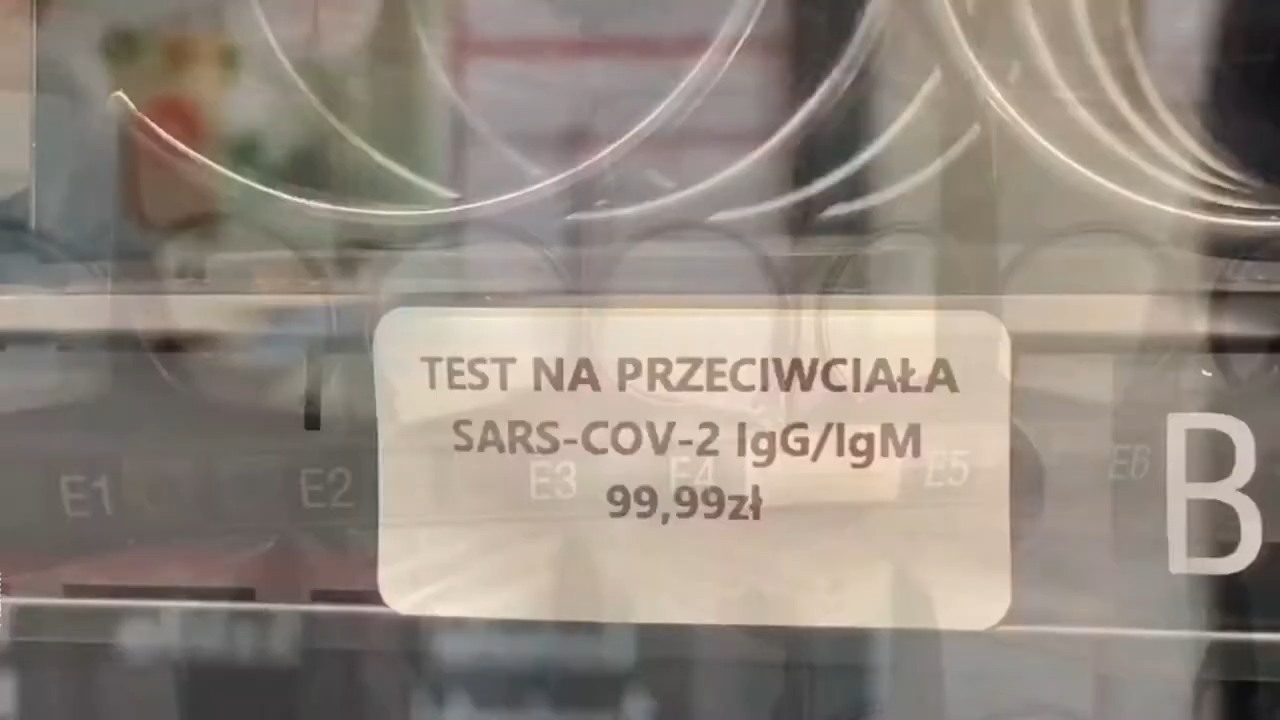 TEST NA PRZECIWCIAŁA
SARS-COV-2 IgG/IgM
99,99zł
E1
E2
E3
E4
E5
E6
B